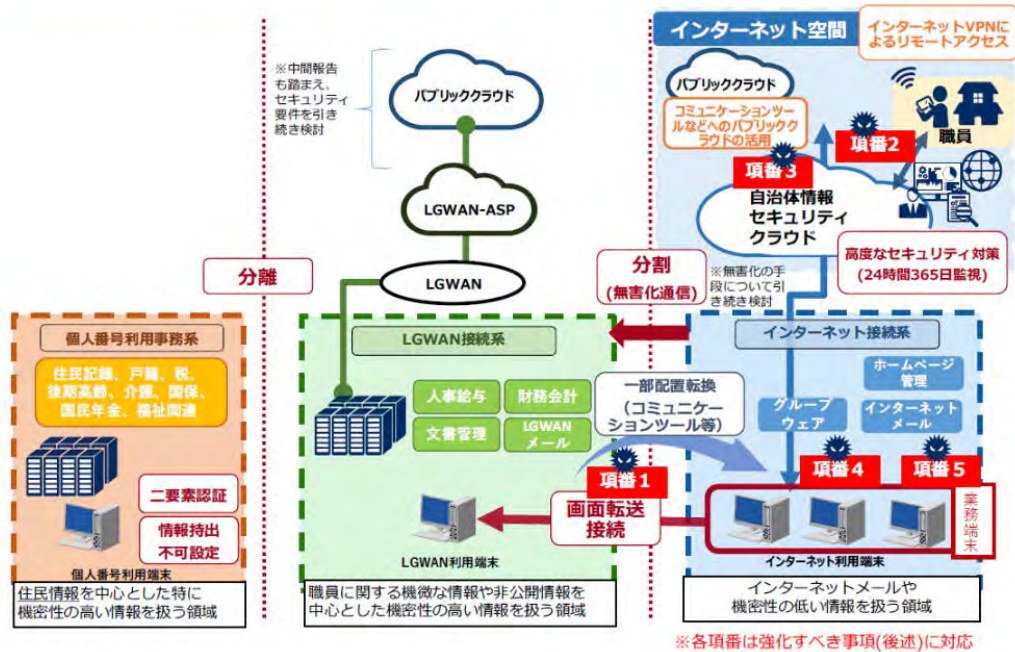 インターネット空間
インターネットVPNに
よるリモートアクセス
※中間報告
も踏まえ、
セキュリティ
要件を引き
続き検討
パブリッククラウド
パブリッククラウド
コミュニケーションツー
ルなどへのパブリックク
ラウドの活用
項番2
職員
項番3
自治体情報
セキュリティ
クラウド
LGWAN-ASP
高度なセキュリティ対策
(24時間365日監視)
分離
LGWAN
分割
(無害化通信)
※無害化の手
段について引
き続き検討
個人番号利用事務系
住民記録、戸籍、税、
後期高齢、介護、国保、
国民年金、福祉関連
二要素認証
情報持出
不可設定
個人番号利用端末
住民情報を中心とした特に
機密性の高い情報を扱う領域
LGWAN接続系
人事給与
財務会計
文書管理
LGWAN
メール
一部配置転換
(コミュニケー
ションツール等)
項番1
画面転送
接続
LGWAN利用端末
職員に関する機微な情報や非公開情報を
中心とした機密性の高い情報を扱う領域
インターネット接続系
ホームページ
管理
グループ
ウェア
インターネット
メール
項番4
項番5
業務端末
インターネット利用端末
インターネットメールや
機密性の低い情報を扱う領域
※各項番は強化すべき事項(後述)に対応